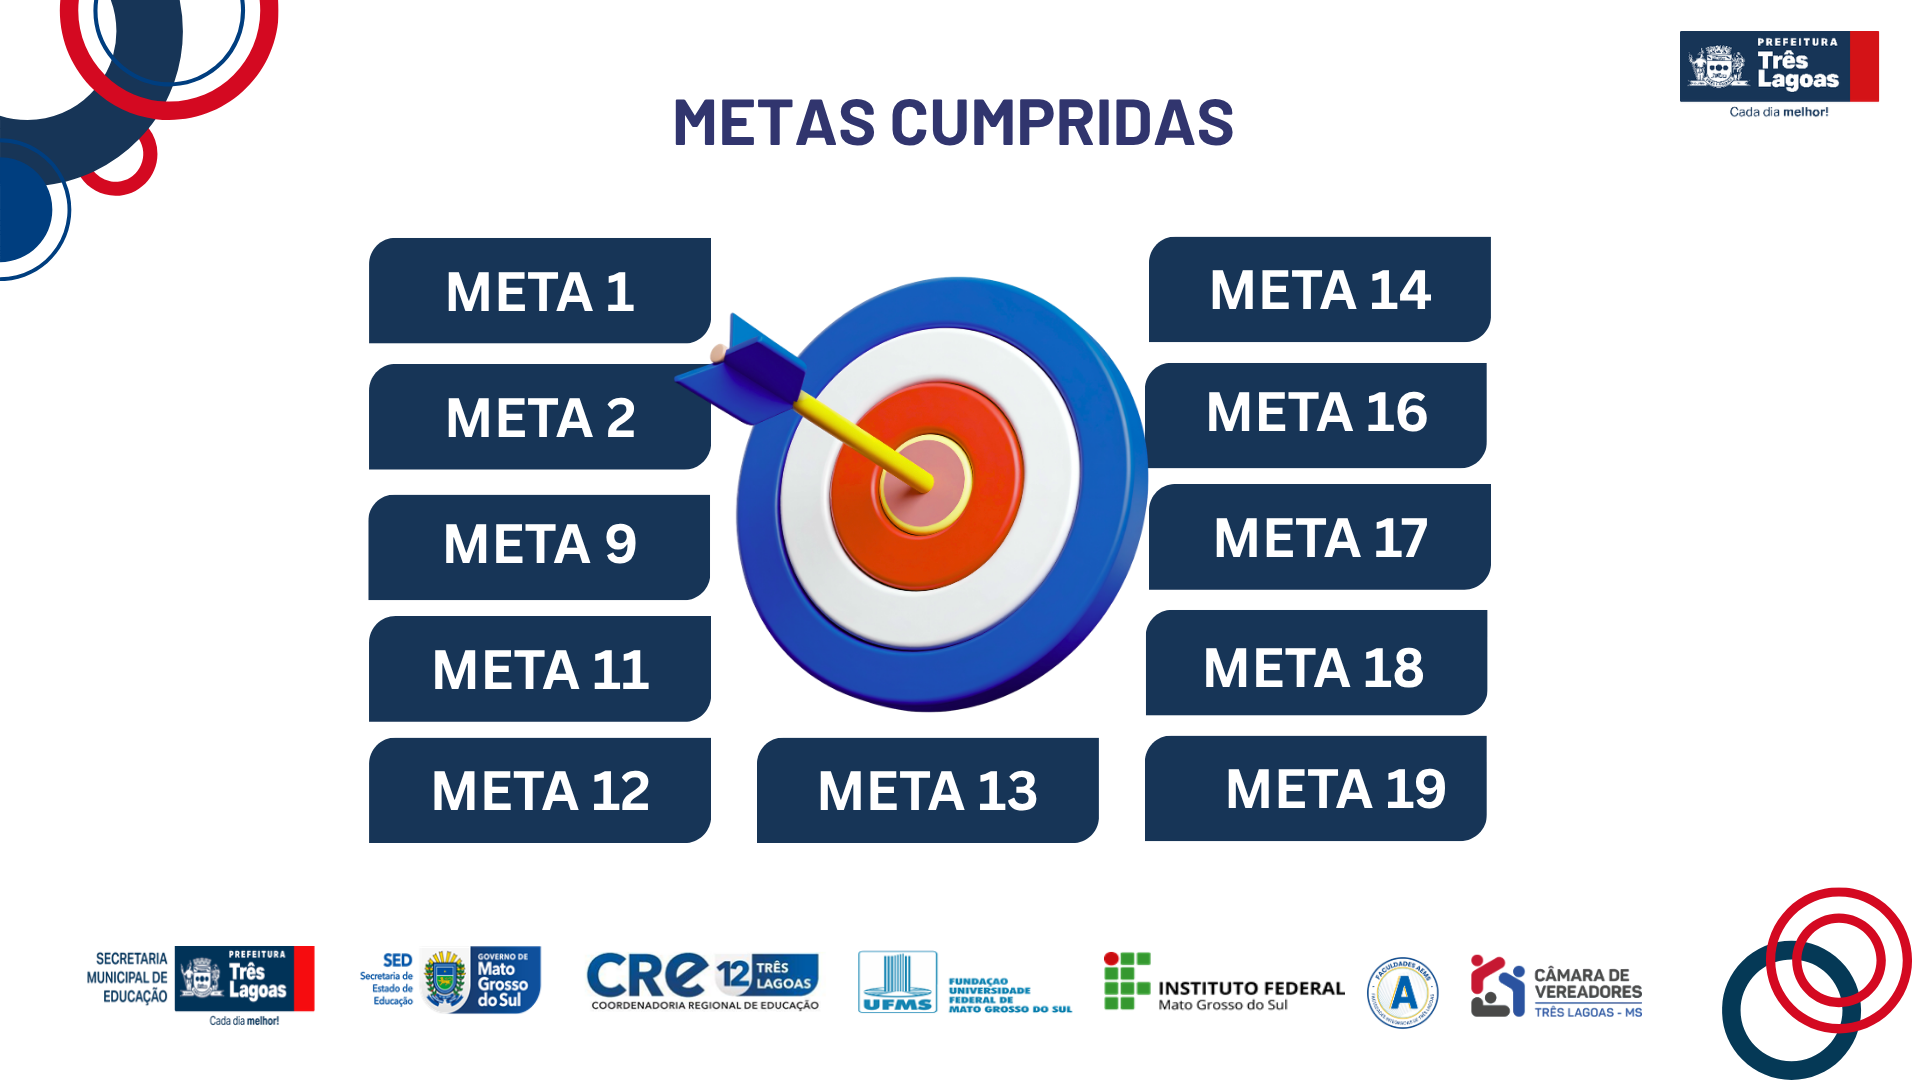 PREFEITURA
Três
Lagoas
Cada dia melhor!
METAS CUMPRIDAS
META 1
META 2
META 9
META 11
META 12
META 13
META 14
META 16
META 17
META 18
META 19
SECRETARIA
MUNICIPAL DE
EDUCAÇÃO
PREFEITURA
Três
Lagoas
Cada dia melhor!
SED
Secretaria de
Estado de
Educação
GOVERNO DE
Mato
Grosso
do Sul
CRE 12 TRÊS
LAGOAS
COORDENADORIA REGIONAL DE EDUCAÇÃO
UFMS
FUNDAÇÃO
UNIVERSIDADE
FEDERAL DE
MATO GROSSO DO SUL
INSTITUTO FEDERAL
Mato Grosso do Sul
FACULDADES AEMS
A
CÂMARA DE
VEREADORES
TRÊS LAGOAS - MS